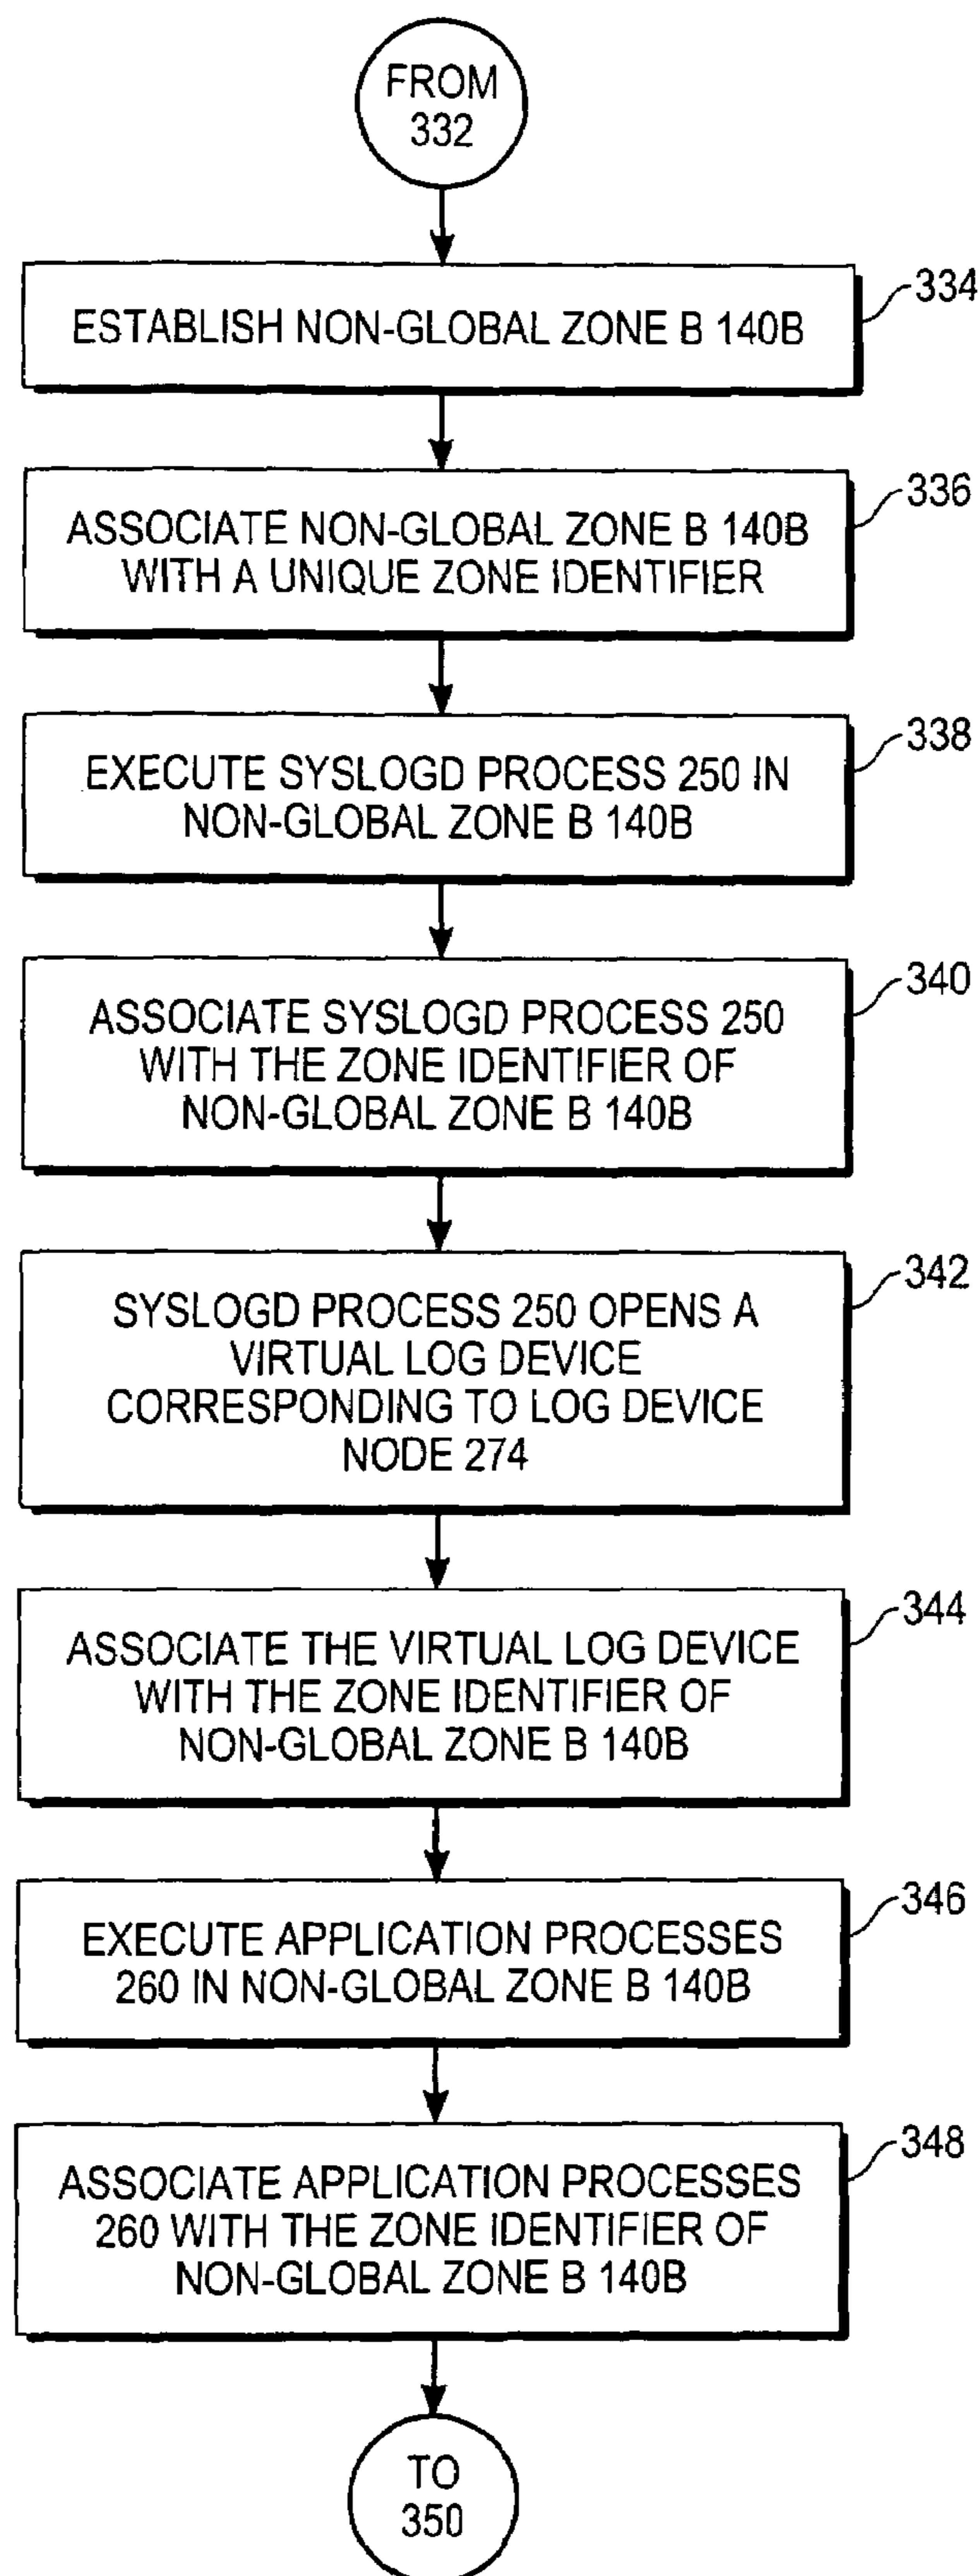 FROM
332
334
ESTABLISH NON-GLOBAL ZONE B 140B
336
ASSOCIATE NON-GLOBAL ZONE B 140B
WITH A UNIQUE ZONE IDENTIFIER
338
EXECUTE SYSLOGD PROCESS 250 IN
NON-GLOBAL ZONE B 140B
340
ASSOCIATE SYSLOGD PROCESS 250
WITH THE ZONE IDENTIFIER OF
NON-GLOBAL ZONE B 140B
342
SYSLOGD PROCESS 250 OPENS A
VIRTUAL LOG DEVICE
CORRESPONDING TO LOG DEVICE
NODE 274
344
ASSOCIATE THE VIRTUAL LOG DEVICE
WITH THE ZONE IDENTIFIER OF
NON-GLOBAL ZONE B 140B
346
EXECUTE APPLICATION PROCESSES
260 IN NON-GLOBAL ZONE B 140B
348
ASSOCIATE APPLICATION PROCESSES
260 WITH THE ZONE IDENTIFIER OF
NON-GLOBAL ZONE B 140B
TO
350